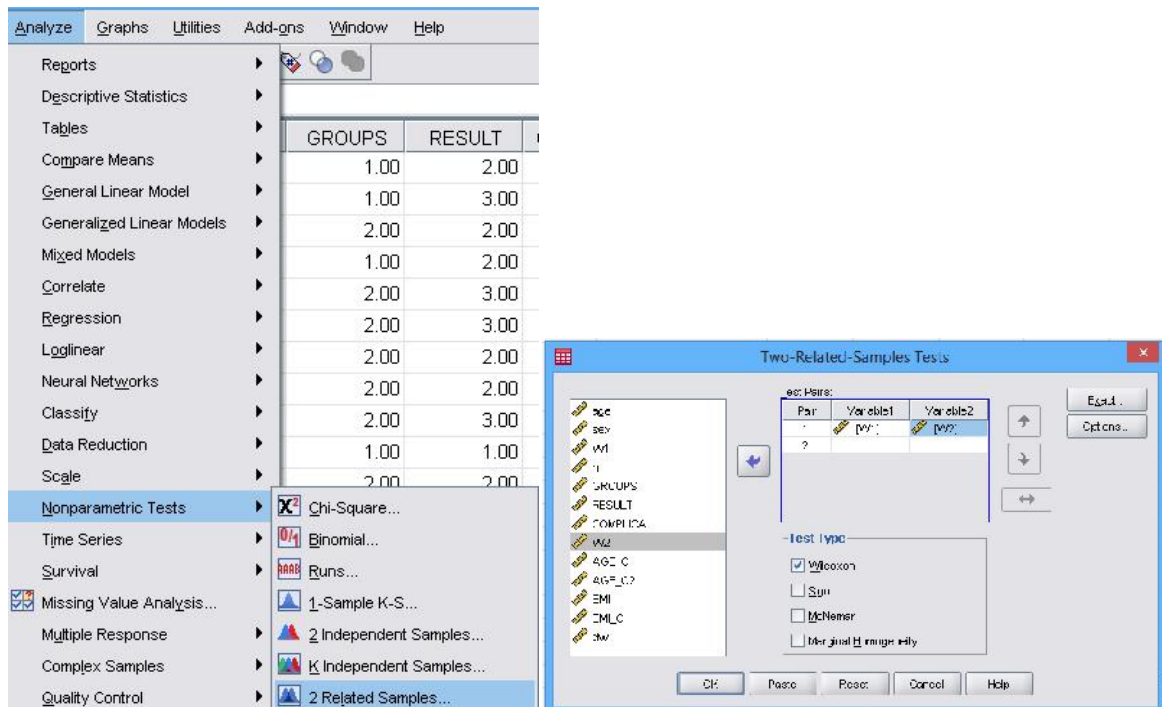 Analyze Graphs Utilities Add-ons Window Help
Reports
Descriptive Statistics
Tables
Compare Means
General Linear Model
Generalized Linear Models
Mixed Models
Correlate
Regression
Loglinear
Neural Networks
Classify
Data Reduction
Scale
Nonparametric Tests
Time Series
Survival
Missing Value Analysis...
Multiple Response
Complex Samples
Quality Control
GROUPS RESULT
1.00 2.00
1.00 3.00
2.00 2.00
1.00 2.00
2.00 3.00
2.00 3.00
2.00 2.00
2.00 2.00
2.00 3.00
1.00 1.00
2.00 2.00
Chi-Square...
Binomial...
Runs...
1-Sample K-S...
2 Independent Samples...
K Independent Samples...
2 Related Samples...
Two-Related-Samples Tests
age
sex
GROUPS
RESULT
COMPLICA
W2
Test Pairs:
Pair Variable1 Variable2
1 [W1] [W2]
2
Test Type
Wilcoxon
Sign
McNemar
Marginal Homogeneity
Exact...
Options...
OK Paste Reset Cancel Help